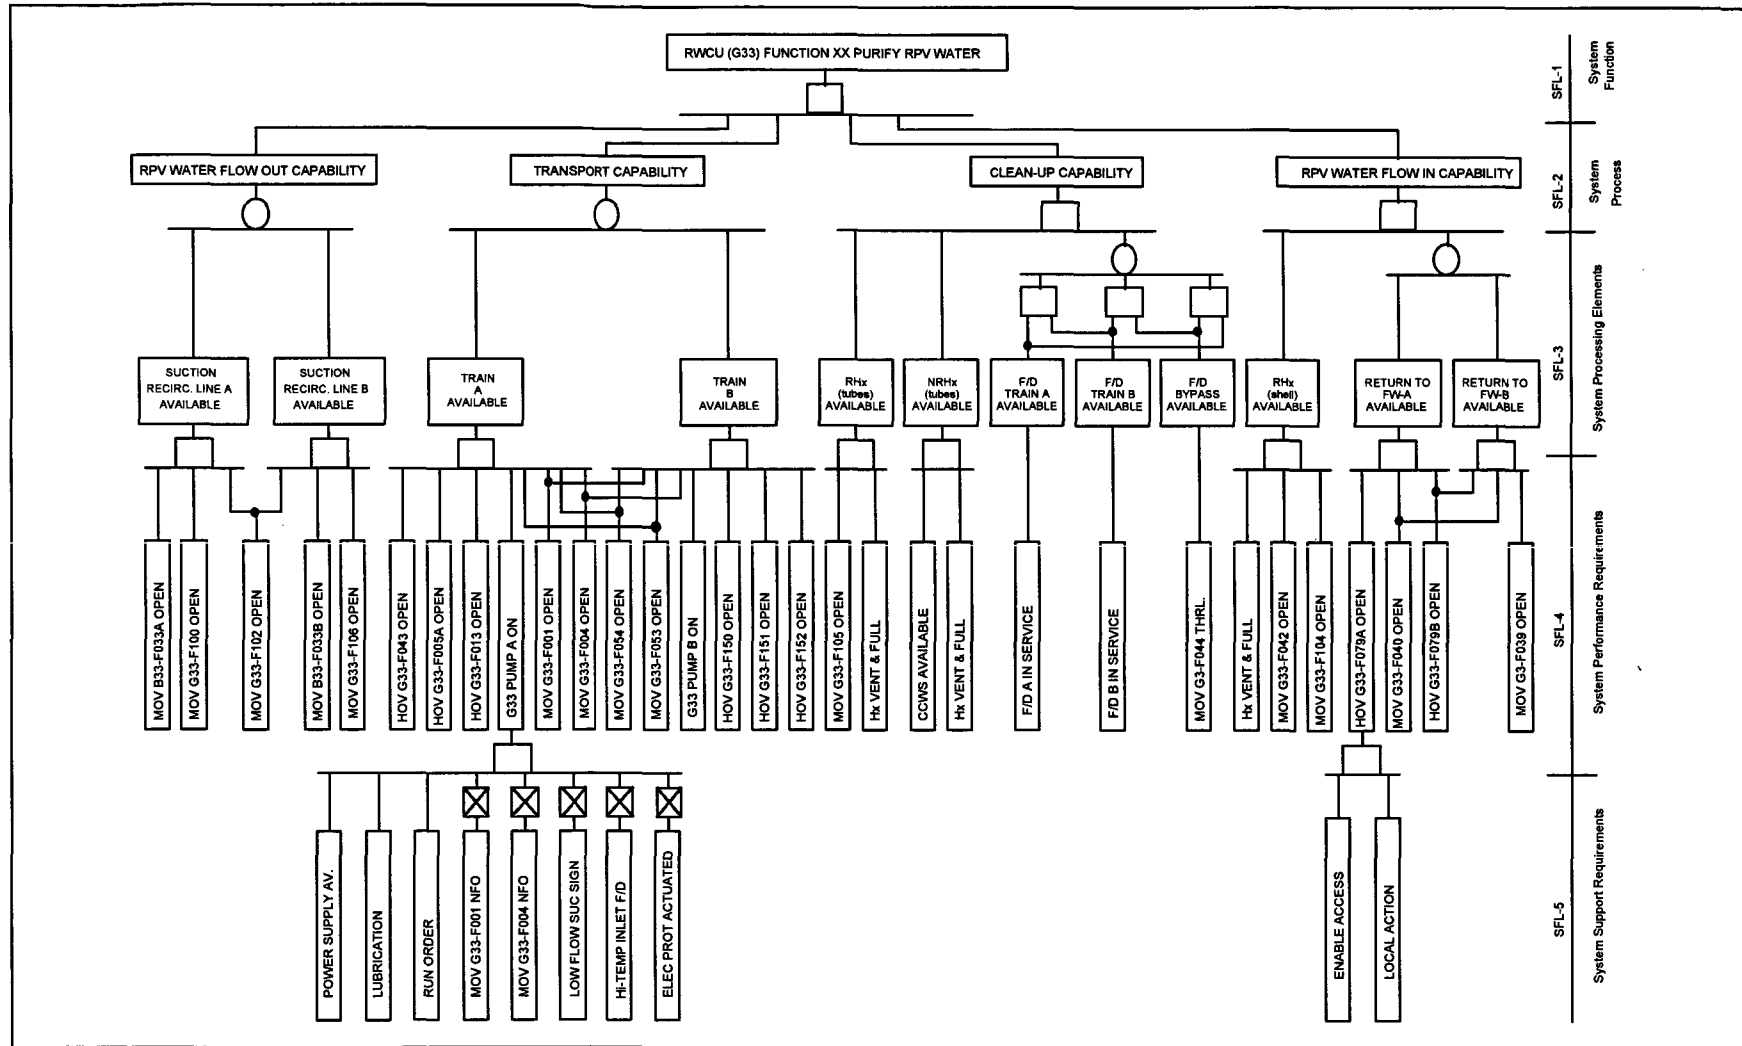 RWCU (G33) FUNCTION XX PURIFY RPV WATER
SFL-1
System
Function
RPV WATER FLOW OUT CAPABILITY
TRANSPORT CAPABILITY
CLEAN-UP CAPABILITY
RPV WATER FLOW IN CAPABILITY
SFL-2
System
Process
SUCTION
RECIRC. LINE A
AVAILABLE
SUCTION
RECIRC. LINE B
AVAILABLE
TRAIN
A
AVAILABLE
TRAIN
B
AVAILABLE
RHx
(tubes)
AVAILABLE
NRHx
(tubes)
AVAILABLE
F/D
TRAIN A
AVAILABLE
F/D
TRAIN B
AVAILABLE
F/D
BYPASS
AVAILABLE
RHx
(shell)
AVAILABLE
RETURN TO
FW-A
AVAILABLE
RETURN TO
FW-B
AVAILABLE
SFL-3
System Processing Elements
MOV B33-F033A OPEN
MOV G33-F100 OPEN
MOV G33-F102 OPEN
MOV B33-F033B OPEN
MOV G33-F106 OPEN
HOV G33-F043 OPEN
HOV G33-F005A OPEN
HOV G33-F013 OPEN
G33 PUMP A ON
MOV G33-F001 OPEN
MOV G33-F004 OPEN
MOV G33-F054 OPEN
MOV G33-F053 OPEN
G33 PUMP B ON
HOV G33-F150 OPEN
HOV G33-F151 OPEN
HOV G33-F152 OPEN
MOV G33-F105 OPEN
Hx VENT & FULL
CCWS AVAILABLE
Hx VENT & FULL
F/D A IN SERVICE
F/D B IN SERVICE
MOV G3-F044 THRL.
Hx VENT & FULL
MOV G33-F042 OPEN
MOV G33-F104 OPEN
HOV G33-F079A OPEN
MOV G33-F040 OPEN
HOV G33-F079B OPEN
MOV G33-F039 OPEN
SFL-4
System Performance Requirements
POWER SUPPLY AV.
LUBRICATION
RUN ORDER
MOV G33-F001 NFO
MOV G33-F004 NFO
LOW FLOW SUC SIGN
Hi-TEMP INLET F/D
ELEC PROT ACTUATED
ENABLE ACCESS
LOCAL ACTION
SFL-5
System Support Requirements